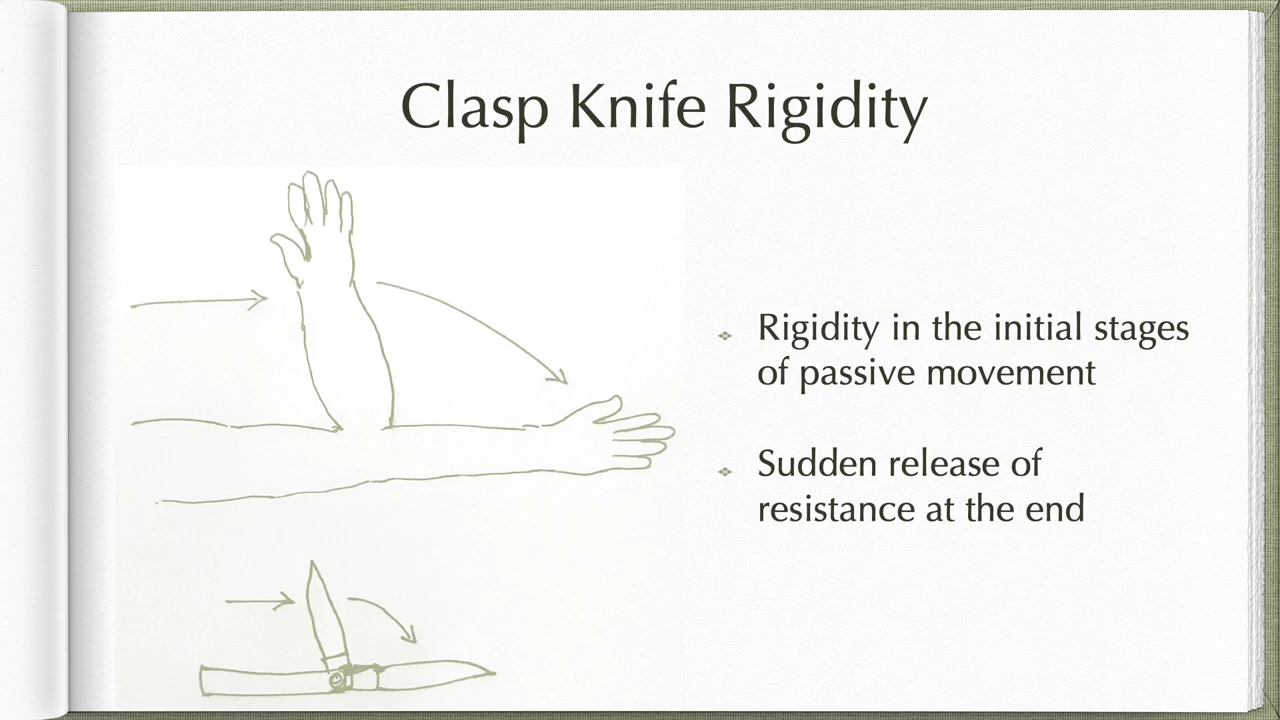 Clasp Knife Rigidity
Rigidity in the initial stages
of passive movement
Sudden release of
resistance at the end